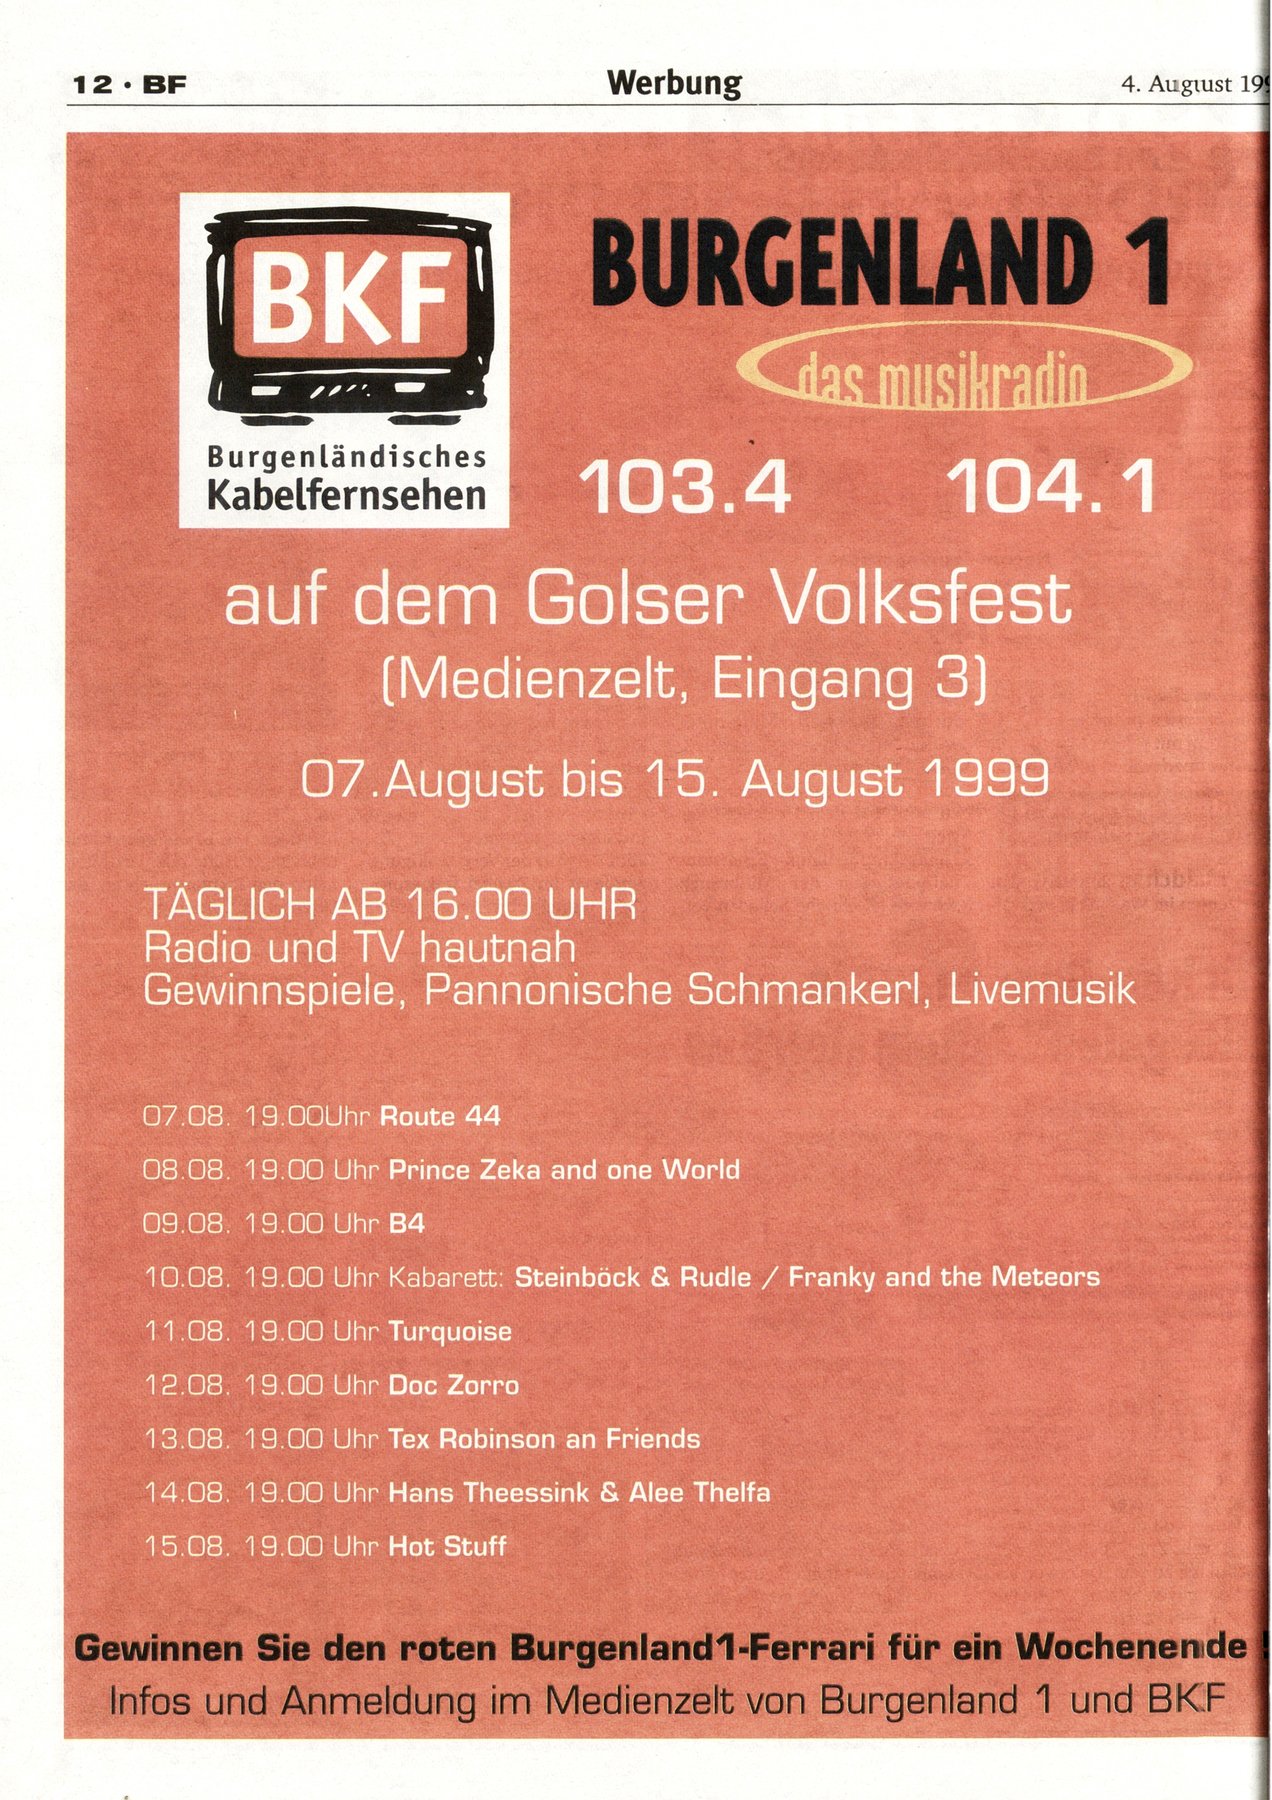 12 • BF
Werbung
4. August 199
BKF
Burgenländisches
Kabelfernsehen
BURGENLAND 1
das musikradio
103.4 104.1
auf dem Golser Volksfest
(Medienzelt, Eingang 3)
07.August bis 15. August 1999
TÄGLICH AB 16.00 UHR
Radio und TV hautnah
Gewinnspiele, Pannonische Schmankerl, Livemusik
07.08. 19.00Uhr Route 44
08.08. 19.00 Uhr Prince Zeka and one World
09.08. 19.00 Uhr B4
10.08. 19.00 Uhr Kabarett: Steinböck & Rudle / Franky and the Meteors
11.08. 19.00 Uhr Turquoise
12.08. 19.00 Uhr Doc Zorro
13.08. 19.00 Uhr Tex Robinson an Friends
14.08. 19.00 Uhr Hans Theessink & Alee Thelfa
15.08. 19.00 Uhr Hot Stuff
Gewinnen Sie den roten Burgenland1-Ferrari für ein Wochenende !
Infos und Anmeldung im Medienzelt von Burgenland 1 und BKF